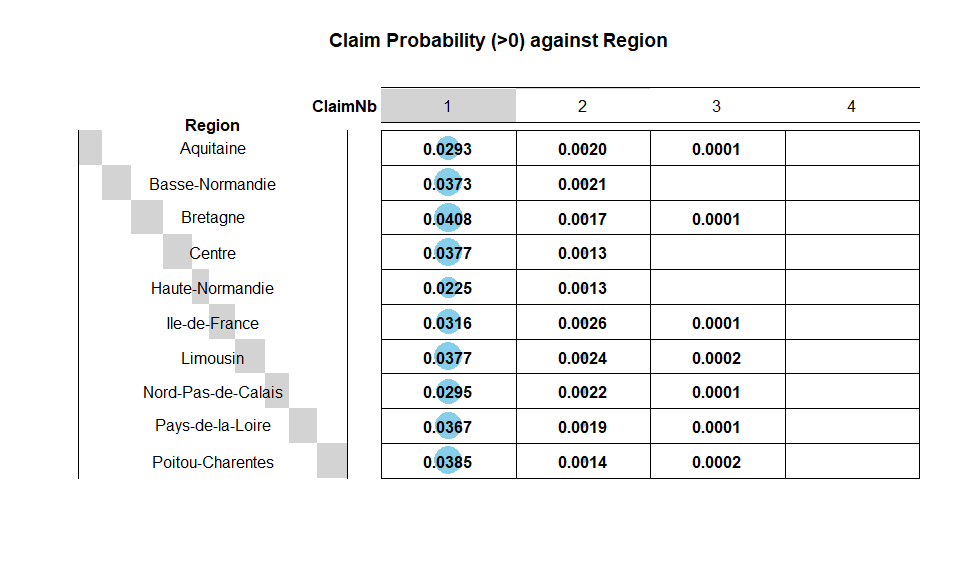 Claim Probability (>0) against Region
ClaimNb 1 2 3 4
Region
Aquitaine 0.0293 0.0020 0.0001
Basse-Normandie 0.0373 0.0021
Bretagne 0.0408 0.0017 0.0001
Centre 0.0377 0.0013
Haute-Normandie 0.0225 0.0013
Ile-de-France 0.0316 0.0026 0.0001
Limousin 0.0377 0.0024 0.0002
Nord-Pas-de-Calais 0.0295 0.0022 0.0001
Pays-de-la-Loire 0.0367 0.0019 0.0001
Poitou-Charentes 0.0385 0.0014 0.0002